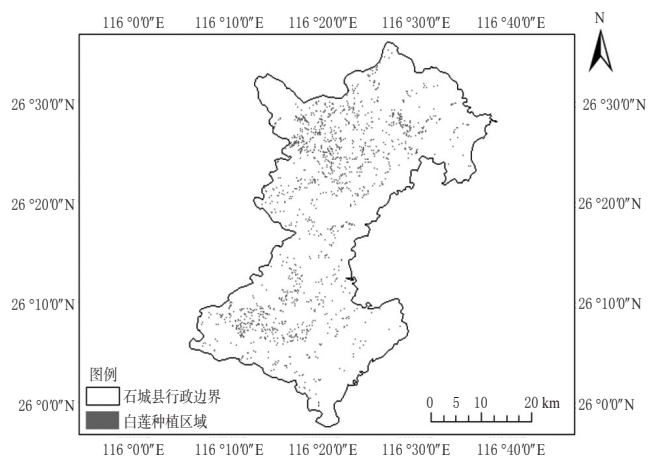 116 °0′0″E 116 °10′0″E 116 °20′0″E 116 °30′0″E 116 °40′0″E
N
26 °30′0″N 26 °30′0″N
26 °20′0″N 26 °20′0″N
26 °10′0″N 26 °10′0″N
图例
石城县行政边界
26 °0′0″N 26 °0′0″N
白莲种植区域
0 5 10 20 km
116 °0′0″E 116 °10′0″E 116 °20′0″E 116 °30′0″E 116 °40′0″E